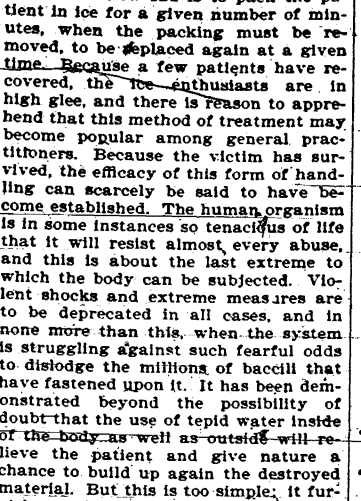 tient in ice for a given number of min-
utes, when the packing must be re-
moved, to be replaced again at a given
time. Because a few patients have re-
covered, the ice enthusiasts are in
high glee, and there is reason to appre-
hend that this method of treatment may
become popular among general prac-
titioners. Because the victim has sur-
vived, the efficacy of this form of hand-
ling can scarcely be said to have be-
come established. The human organism
is in some instances so tenacious of life
that it will resist almost every abuse,
and this is about the last extreme to
which the body can be subjected. Vio-
lent shocks and extreme measures are
to be deprecated in all cases, and in
none more than this, when the system
is struggling against such fearful odds
to dislodge the millions of baccili that
have fastened upon it. It has been dem-
onstrated beyond the possibility of
doubt that the use of tepid water inside
of the body as well as outside will re-
lieve the patient and give nature a
chance to build up again the destroyed
material. But this is too simple, it fur-